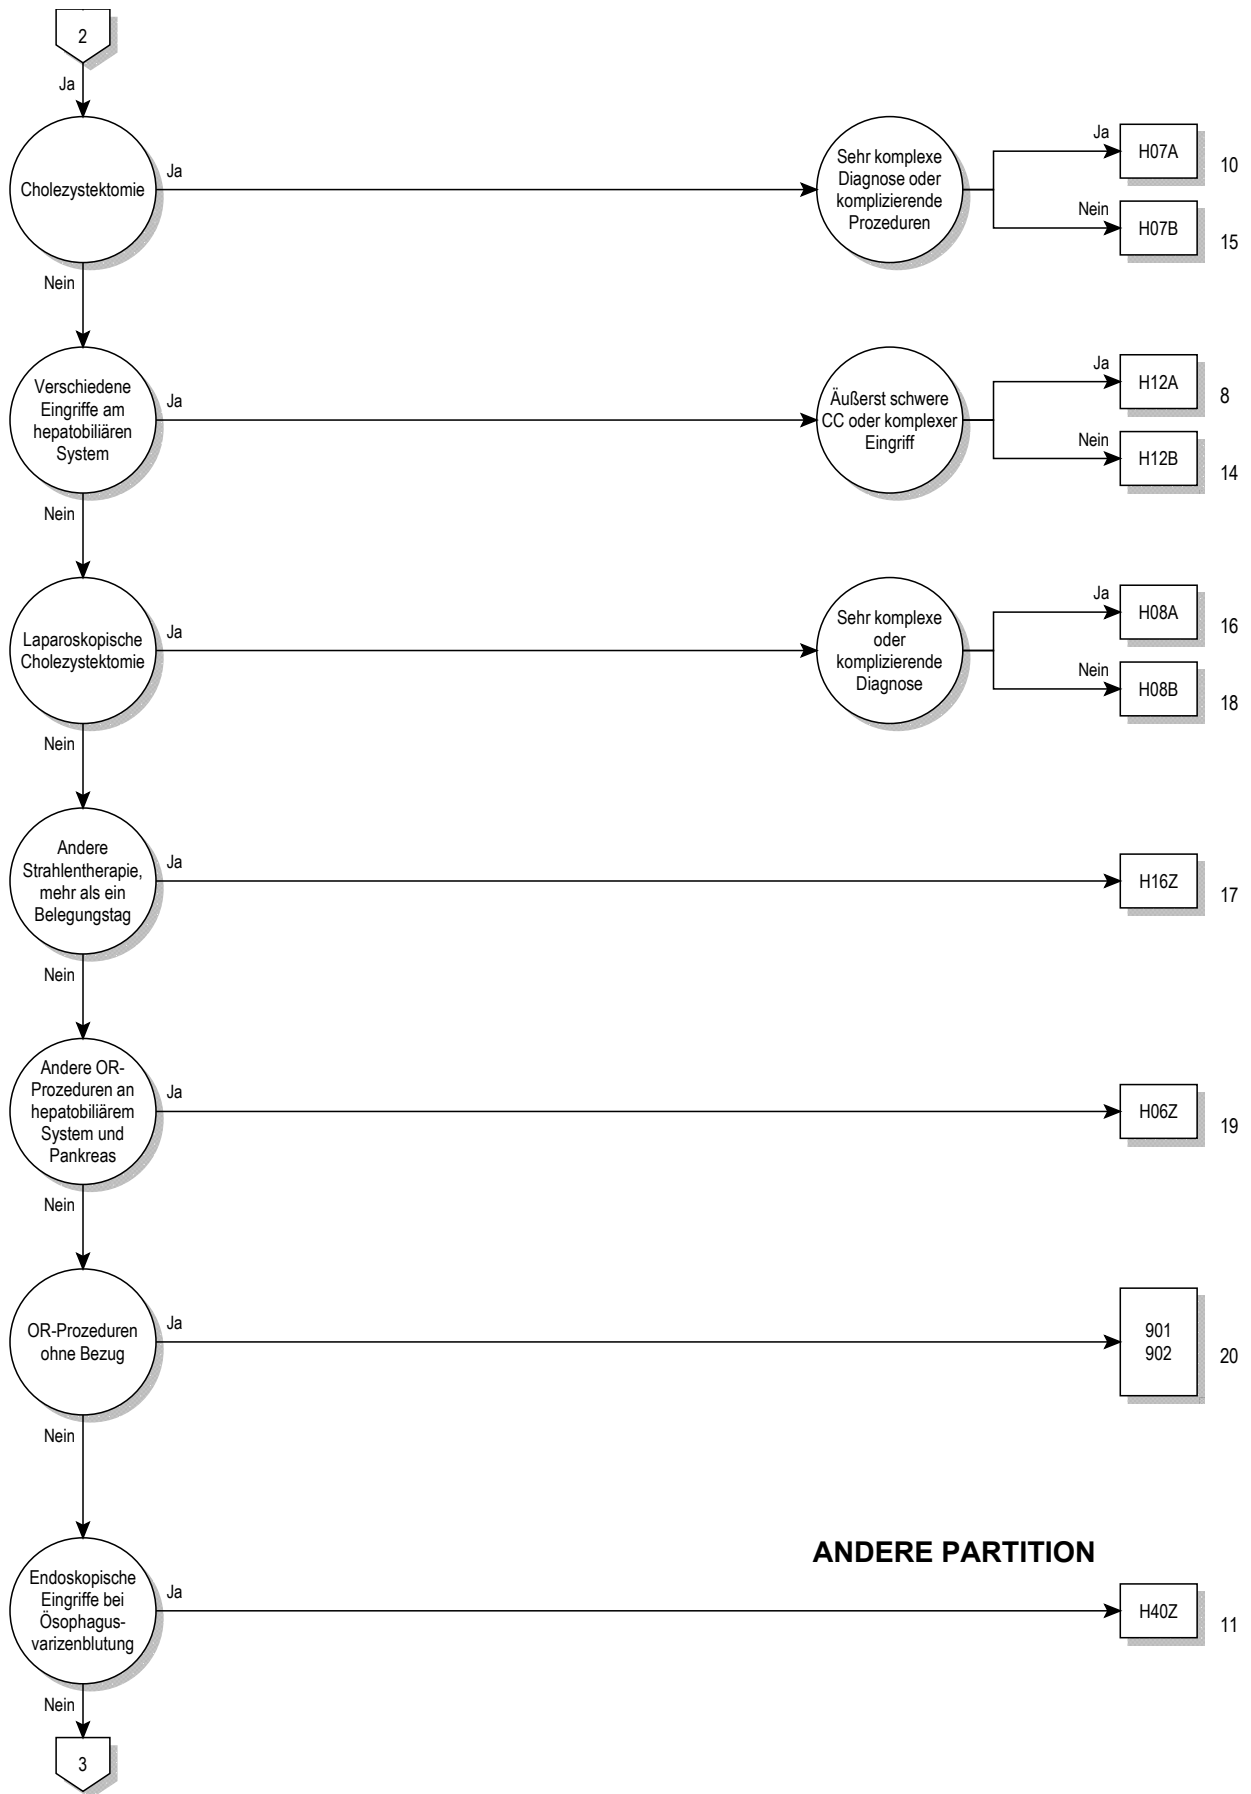 2
Ja
Cholezystektomie
Ja
Sehr komplexe
Diagnose oder
komplizierende
Prozeduren
Ja
H07A
10
Nein
H07B
15
Nein
Verschiedene
Eingriffe am
hepatobiliären
System
Ja
Äußerst schwere
CC oder komplexer
Eingriff
Ja
H12A
8
Nein
H12B
14
Nein
Laparoskopische
Cholezystektomie
Ja
Sehr komplexe
oder
komplizierende
Diagnose
Ja
H08A
16
Nein
H08B
18
Nein
Andere
Strahlentherapie,
mehr als ein
Belegungstag
Ja
H16Z
17
Nein
Andere OR-
Prozeduren an
hepatobiliärem
System und
Pankreas
Ja
H06Z
19
Nein
OR-Prozeduren
ohne Bezug
Ja
901
902
20
Nein
ANDERE PARTITION
Endoskopische
Eingriffe bei
Ösophagus-
varizenblutung
Ja
H40Z
11
Nein
3